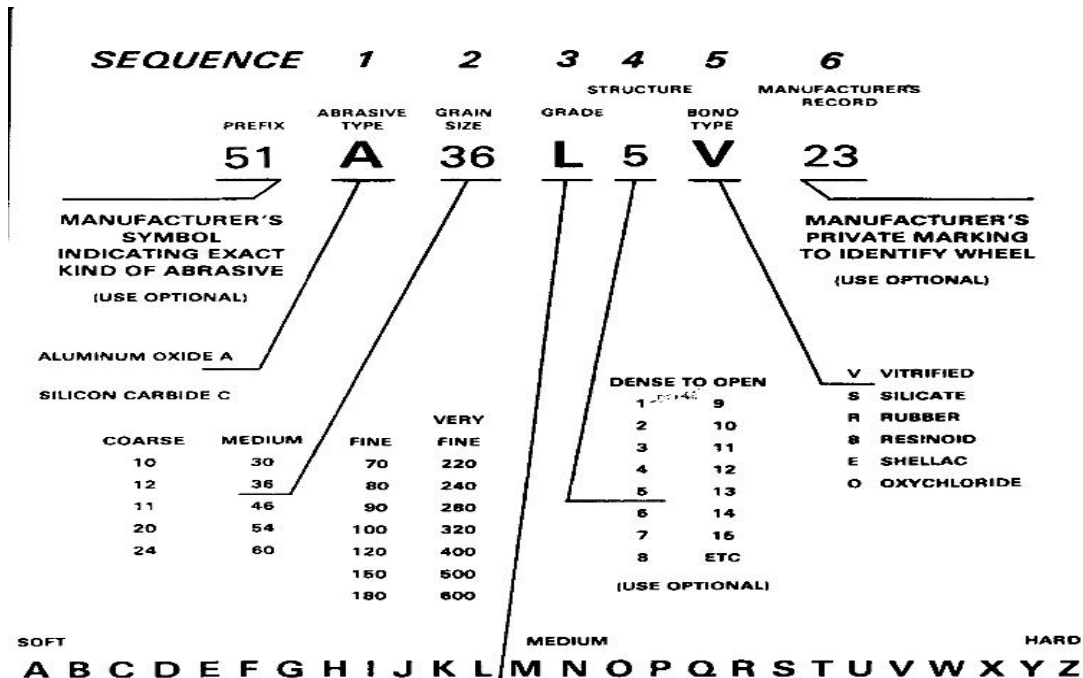 SEQUENCE 1 2 3 4 5 6
STRUCTURE MANUFACTURER'S
RECORD
PREFIX ABRASIVE TYPE GRAIN SIZE GRADE BOND TYPE
51 A 36 L 5 V 23
MANUFACTURER'S
SYMBOL
INDICATING EXACT
KIND OF ABRASIVE
(USE OPTIONAL)
MANUFACTURER'S
PRIVATE MARKING
TO IDENTIFY WHEEL
(USE OPTIONAL)
ALUMINUM OXIDE A
SILICON CARBIDE C
COARSE MEDIUM FINE VERY FINE
10 30 70 220
12 36 80 240
11 46 90 280
20 54 100 320
24 60 120 400
150 500
180 600
DENSE TO OPEN
1 9
2 10
3 11
4 12
5 13
6 14
7 15
8 ETC
(USE OPTIONAL)
V VITRIFIED
S SILICATE
R RUBBER
B RESINOID
E SHELLAC
O OXYCHLORIDE
SOFT MEDIUM HARD
A B C D E F G H I J K L M N O P Q R S T U V W X Y Z